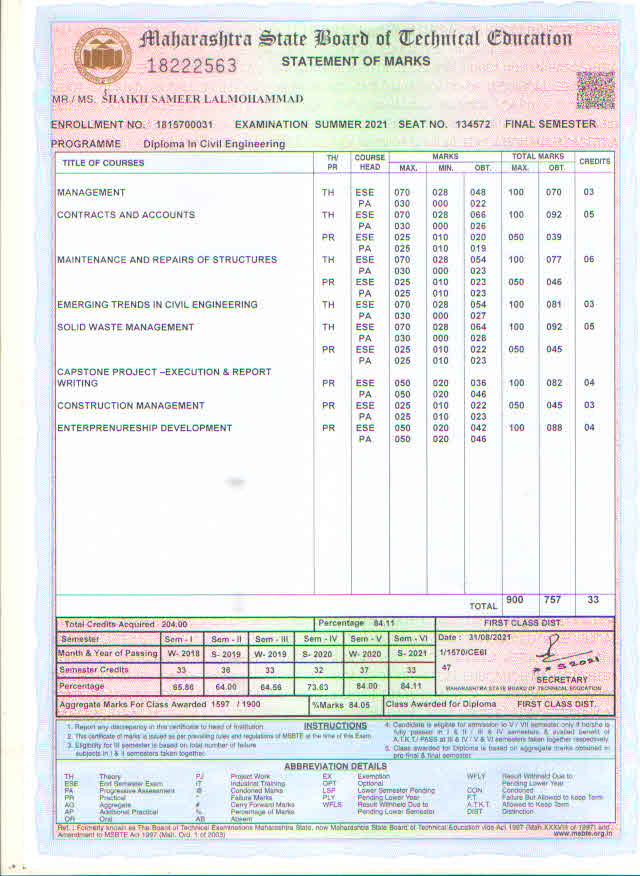 Maharashtra State Board of Technical Education
18222563
STATEMENT OF MARKS
MR / MS. SHAIKH SAMEER LALMOHAMMAD
ENROLLMENT NO. 1815700031 EXAMINATION SUMMER 2021 SEAT NO. 134572 FINAL SEMESTER
PROGRAMME Diploma In Civil Engineering
TITLE OF COURSES TH/ PR COURSE HEAD MARKS MAX. MIN. OBT. TOTAL MARKS MAX. OBT. CREDITS
MANAGEMENT TH ESE 070 028 048 100 070 03
PA 030 000 022
CONTRACTS AND ACCOUNTS TH ESE 070 028 066 100 092 05
PA 030 000 026
PR ESE 025 010 020 050 039
PA 025 010 019
MAINTENANCE AND REPAIRS OF STRUCTURES TH ESE 070 028 054 100 077 06
PA 030 000 023
PR ESE 025 010 023 050 046
PA 025 010 023
EMERGING TRENDS IN CIVIL ENGINEERING TH ESE 070 028 054 100 081 03
PA 030 000 027
SOLID WASTE MANAGEMENT TH ESE 070 028 064 100 092 05
PA 030 000 028
PR ESE 025 010 022 050 045
PA 025 010 023
CAPSTONE PROJECT –EXECUTION & REPORT
WRITING PR ESE 050 020 036 100 082 04
PA 050 020 046
CONSTRUCTION MANAGEMENT PR ESE 025 010 022 050 045 03
PA 025 010 023
ENTERPRENURESHIP DEVELOPMENT PR ESE 050 020 042 100 088 04
PA 050 020 046
TOTAL 900 757 33
Total Credits Acquired 204.00 Percentage 84.11 FIRST CLASS DIST.
Semester Sem - I Sem - II Sem - III Sem - IV Sem - V Sem - VI Date : 31/08/2021
Month & Year of Passing W- 2018 S- 2019 W- 2019 S- 2020 W- 2020 S- 2021 1/1570/CE6I
Semester Credits 33 36 33 32 37 33 47
SECRETARY
Percentage 65.86 64.00 64.56 73.63 84.00 84.11 MAHARASHTRA STATE BOARD OF TECHNICAL EDUCATION
Aggregate Marks For Class Awarded 1597 / 1900 %Marks 84.05 Class Awarded for Diploma FIRST CLASS DIST.
INSTRUCTIONS
1. Report any discrepancy in this certificate to head of Institution.
2. This certificate of marks is issued as per prevailing rules and regulations of MSBTE at the time of this Exam.
3. Eligibility for III semester is based on total number of failure
subjects in I & II semesters taken together.
4. Candidate is eligible for admission to V / VII semester only if he/she is
fully passed in I & II / III & IV semesters & availed benefit of
A.T.K.T./ PASS at III & IV / V & VI semesters taken together respectively.
5. Class awarded for Diploma is based on aggregate marks obtained in
pre final & final semester.
ABBREVIATION DETAILS
TH Theory PJ Project Work EX Exemption WFLY Result Withheld Due to
ESE End Semester Exam IT Industrial Training OPT Optional Pending Lower Year
PA Progressive Assessment @ Condoned Marks LSP Lower Semester Pending CON Condoned
PR Practical * Failure Marks PLY Pending Lower Year F.T. Failure But Allowed to Keep Term
AG Aggregate # Carry Forward Marks WFLS Result Withheld Due to A.T.K.T. Allowed to Keep Term
AP Additional Practical % Percentage of Marks Pending Lower Semester DIST Distinction
OR Oral AB Absent
Ref. : Formerly known as The Board of Technical Examinations Maharashtra State, now Maharashtra State Board of Technical Education vide Act 1997 (Mah.XXXVIII of 1997) and
Amendment to MSBTE Act 1997 (Mah. Ord. 1 of 2003) www.msbte.org.in